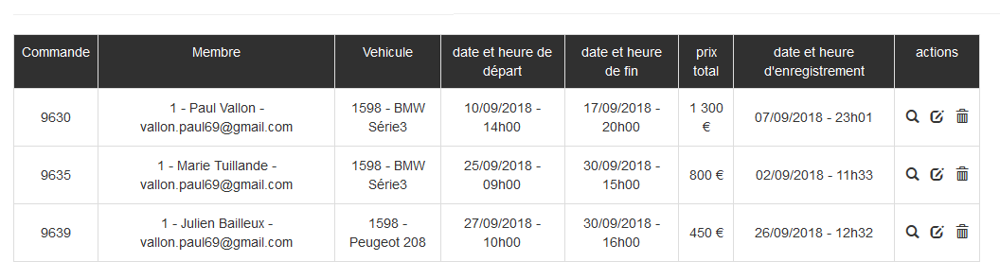 Commande Membre Vehicule date et heure de départ date et heure de fin prix total date et heure d'enregistrement actions
9630 1 - Paul Vallon - vallon.paul69@gmail.com 1598 - BMW Série3 10/09/2018 - 14h00 17/09/2018 - 20h00 1 300 € 07/09/2018 - 23h01
9635 1 - Marie Tuillande - vallon.paul69@gmail.com 1598 - BMW Série3 25/09/2018 - 09h00 30/09/2018 - 15h00 800 € 02/09/2018 - 11h33
9639 1 - Julien Bailleux - vallon.paul69@gmail.com 1598 - Peugeot 208 27/09/2018 - 10h00 30/09/2018 - 16h00 450 € 26/09/2018 - 12h32